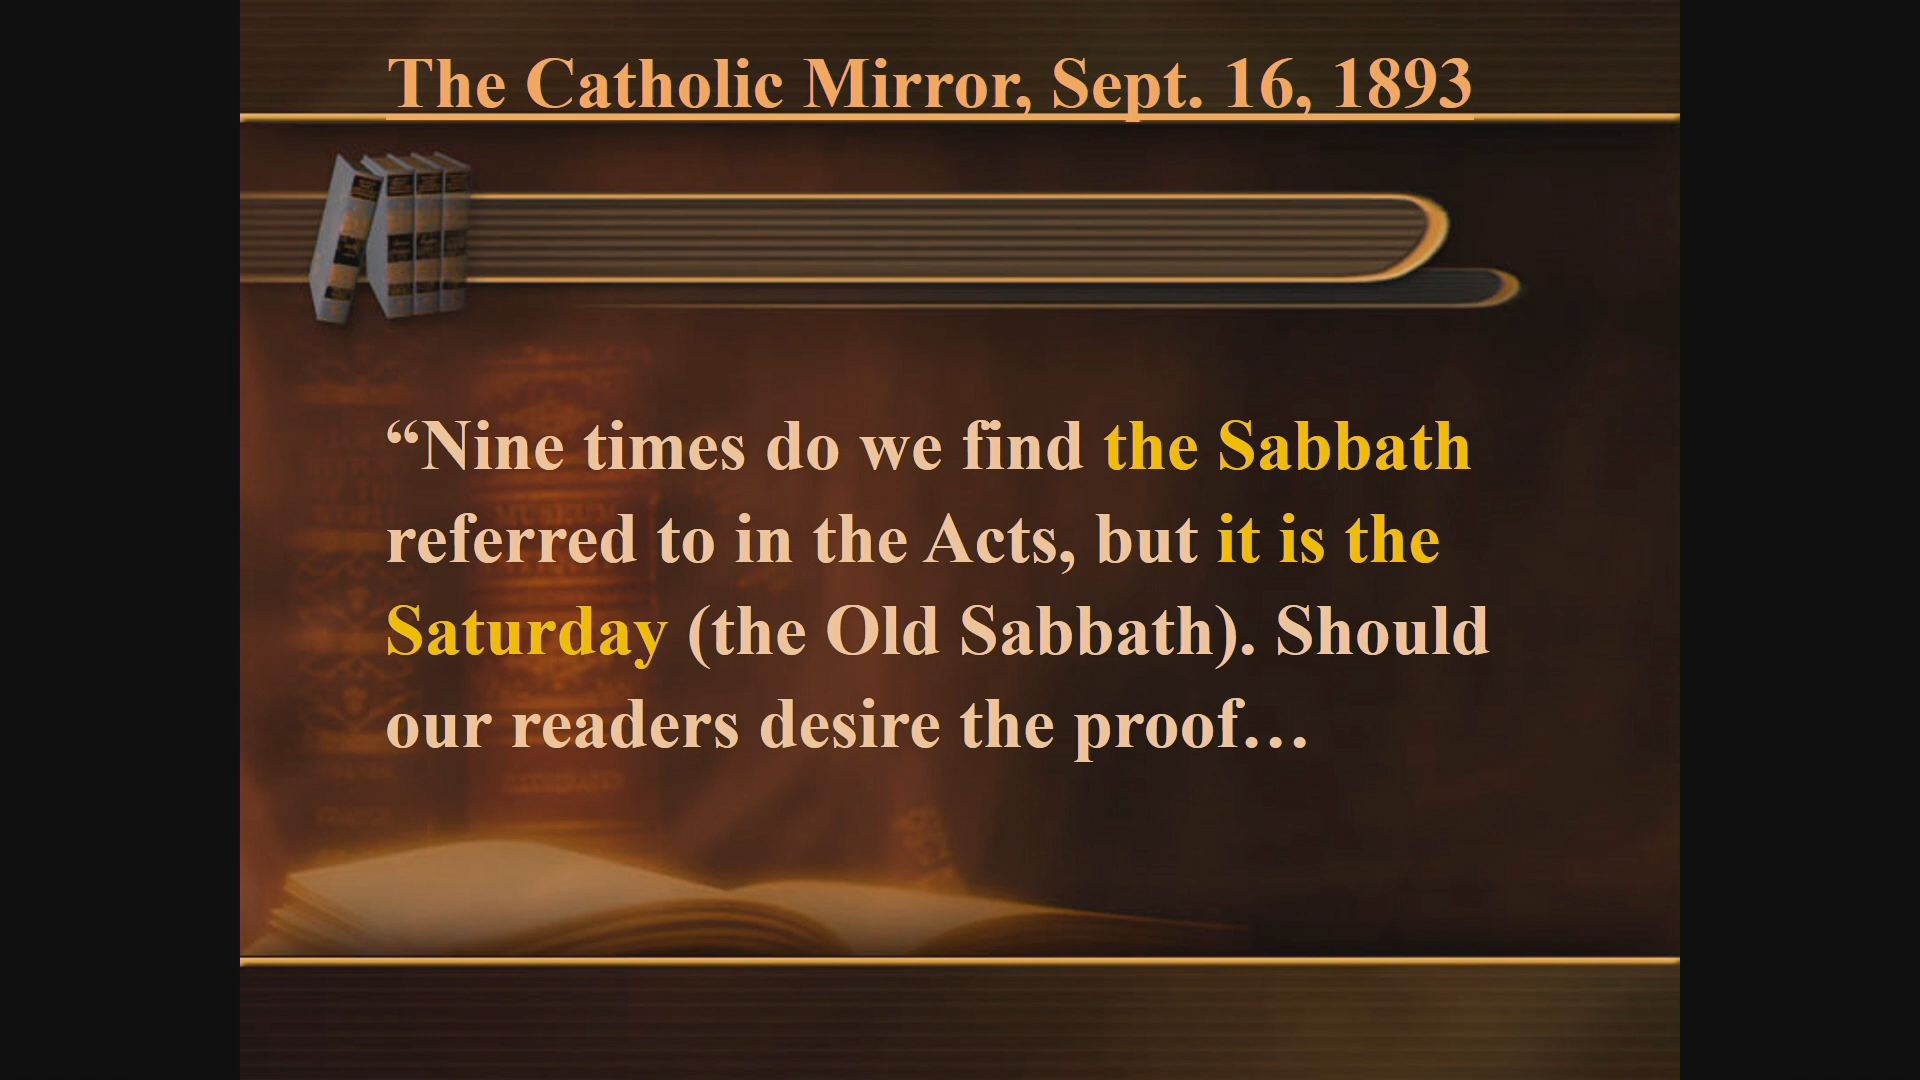 The Catholic Mirror, Sept. 16, 1893
“Nine times do we find the Sabbath
referred to in the Acts, but it is the
Saturday (the Old Sabbath). Should
our readers desire the proof…